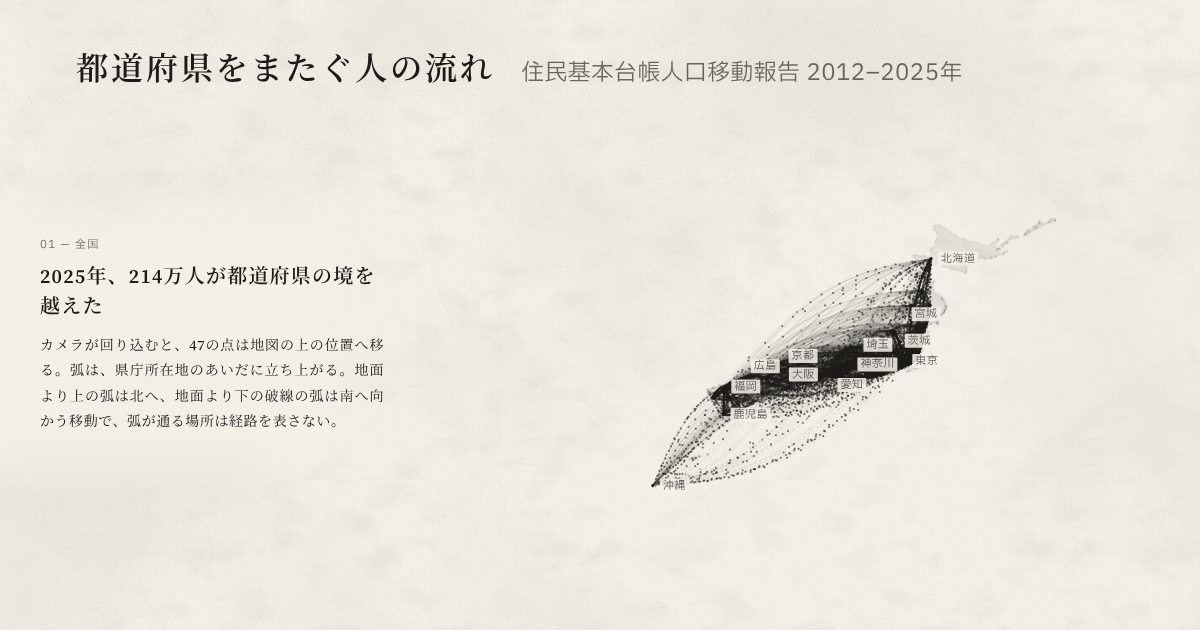 都道府県をまたぐ人の流れ 住民基本台帳人口移動報告 2012–2025年
01 — 全国
2025年、214万人が都道府県の境を
越えた
カメラが回り込むと、47の点は地図の上の位置へ移
る。弧は、県庁所在地のあいだに立ち上がる。地面
より上の弧は北へ、地面より下の破線の弧は南へ向
かう移動で、弧が通る場所は経路を表さない。
北海道
宮城
茨城
埼玉
京都
東京
広島
神奈川
大阪
愛知
福岡
鹿児島
沖縄